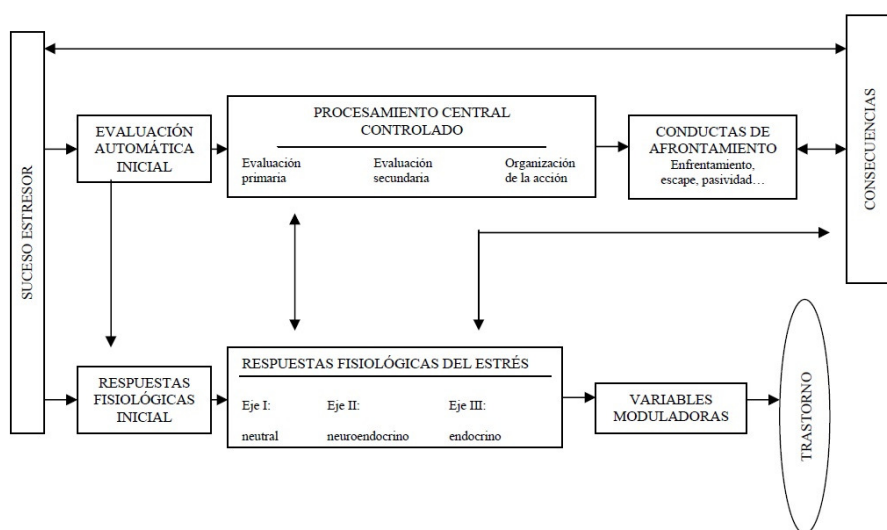 SUCESO ESTRESOR
EVALUACIÓN
AUTOMÁTICA
INICIAL
PROCESAMIENTO CENTRAL
CONTROLADO
Evaluación
primaria
Evaluación
secundaria
Organización
de la acción
CONDUCTAS DE
AFRONTAMIENTO
Enfrentamiento,
escape, pasividad…
CONSECUENCIAS
RESPUESTAS
FISIOLÓGICAS
INICIAL
RESPUESTAS FISIOLÓGICAS DEL ESTRÉS
Eje I:
neutral
Eje II:
neuroendocrino
Eje III:
endocrino
VARIABLES
MODULADORAS
TRASTORNO